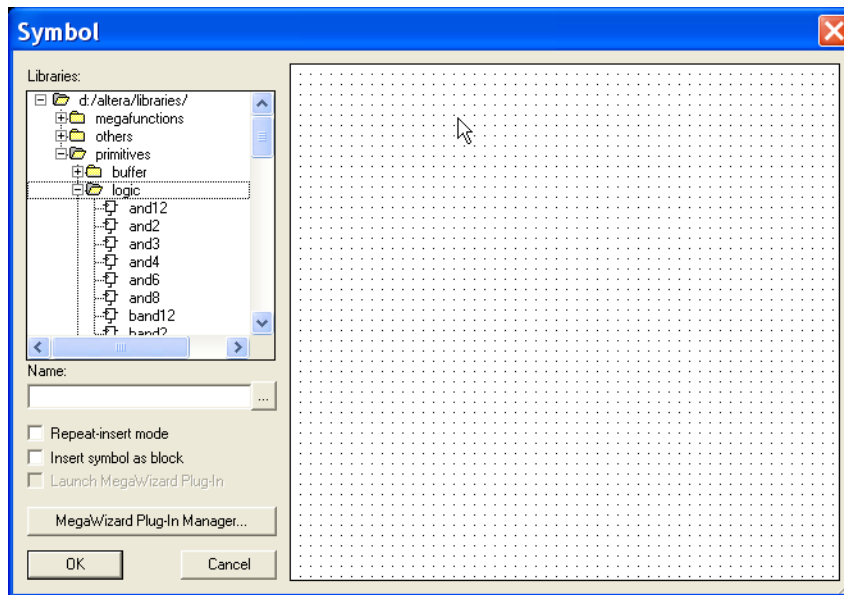 Symbol
Libraries:
d:/altera/libraries/
megafunctions
others
primitives
buffer
logic
and12
and2
and3
and4
and6
and8
band12
band2
Name:
...
Repeat-insert mode
Insert symbol as block
Launch MegaWizard Plug-In
MegaWizard Plug-In Manager...
OK
Cancel